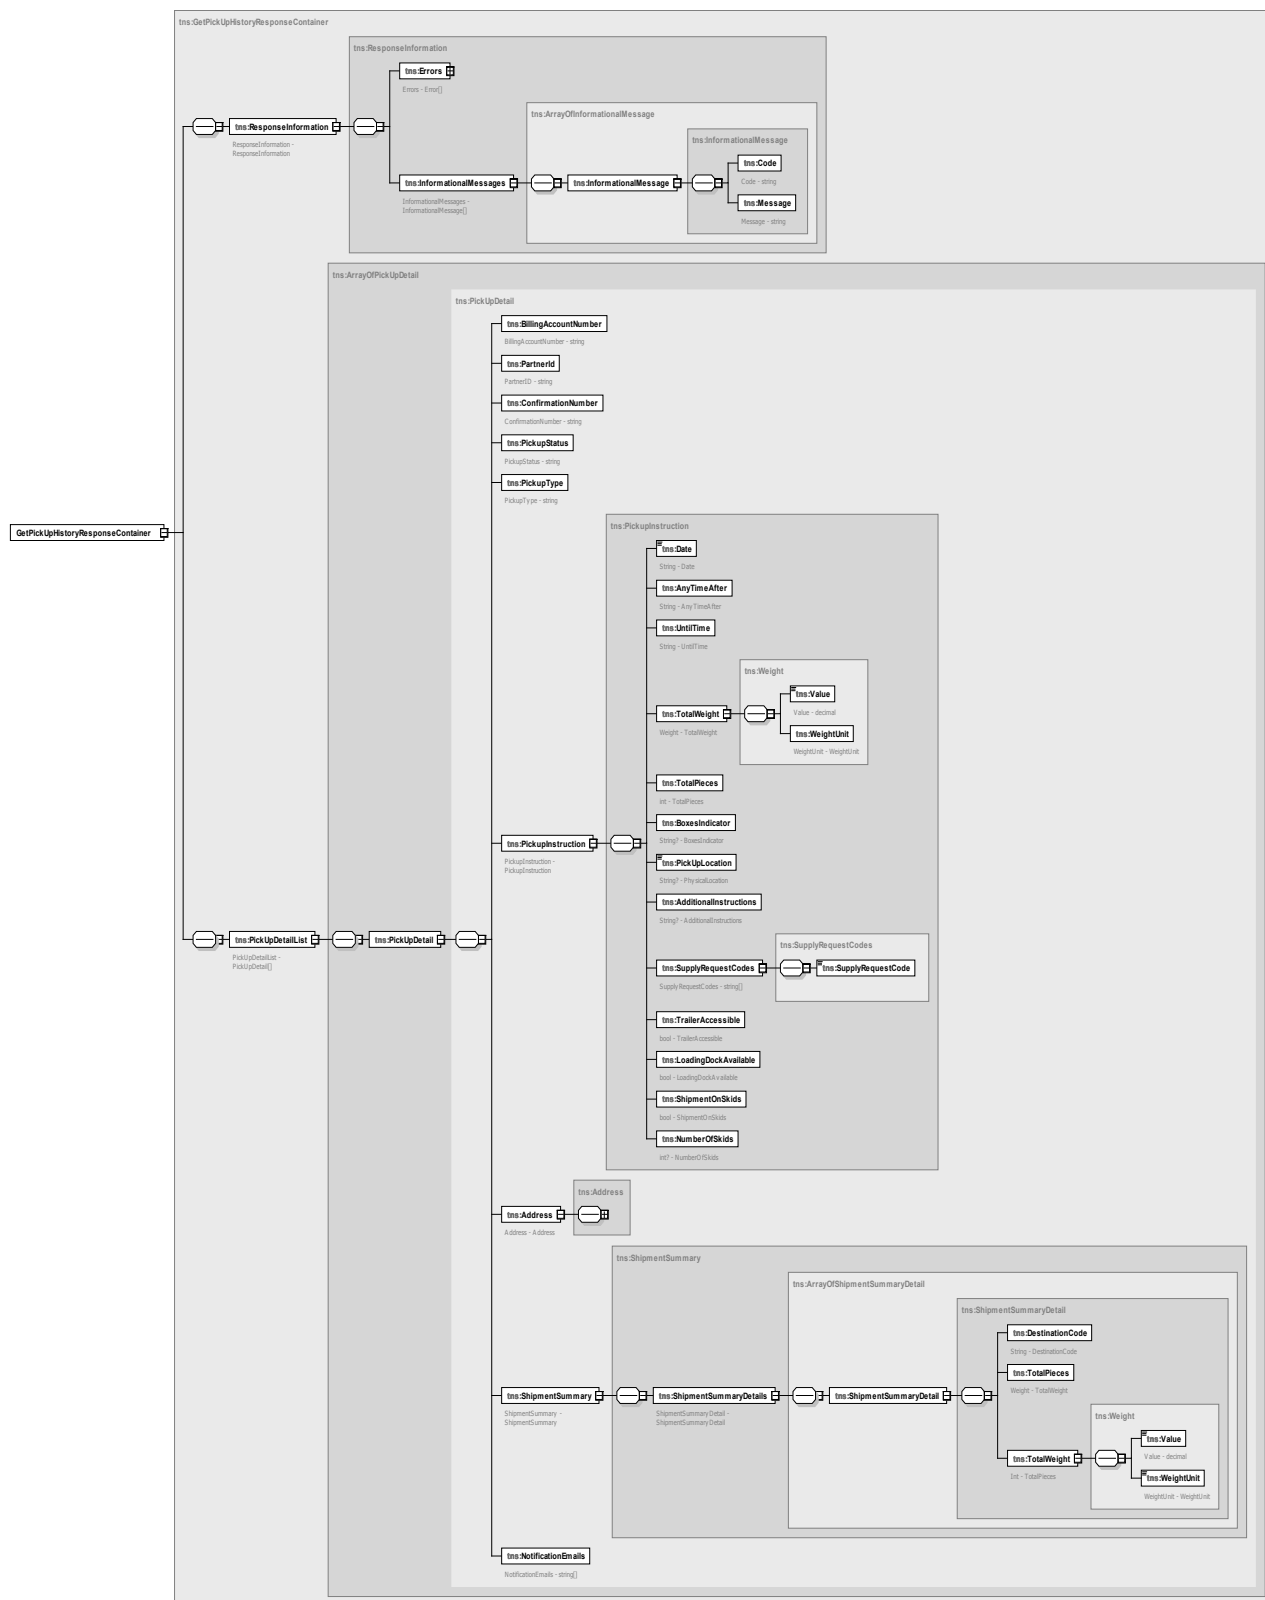 tns:GetPickUpHistoryResponseContainer
tns:ResponseInformation
tns:Errors
Errors - Error[]
tns:ArrayOfInformationalMessage
tns:InformationalMessage
tns:ResponseInformation
ResponseInformation -
ResponseInformation
tns:Code
Code - string
tns:InformationalMessages
InformationalMessages -
InformationalMessage[]
tns:InformationalMessage
tns:Message
Message - string
tns:ArrayOfPickUpDetail
tns:PickUpDetail
tns:BillingAccountNumber
BillingAccountNumber - string
tns:PartnerId
PartnerID - string
tns:ConfirmationNumber
ConfirmationNumber - string
tns:PickupStatus
PickupStatus - string
tns:PickupType
PickupType - string
GetPickUpHistoryResponseContainer
tns:PickupInstruction
tns:Date
String - Date
tns:AnyTimeAfter
String - AnyTimeAfter
tns:UntilTime
String - UntilTime
tns:Weight
tns:Value
Value - decimal
tns:TotalWeight
Weight - TotalWeight
tns:WeightUnit
WeightUnit - WeightUnit
tns:TotalPieces
int - TotalPieces
tns:BoxesIndicator
String? - BoxesIndicator
tns:PickupInstruction
PickupInstruction -
PickupInstruction
tns:PickUpLocation
String? - PhysicalLocation
tns:AdditionalInstructions
String? - AdditionalInstructions
tns:PickUpDetailList
PickUpDetailList -
PickUpDetail[]
tns:PickUpDetail
tns:SupplyRequestCodes
tns:SupplyRequestCodes
SupplyRequestCodes - string[]
tns:SupplyRequestCode
tns:TrailerAccessible
bool - TrailerAccessible
tns:LoadingDockAvailable
bool - LoadingDockAvailable
tns:ShipmentOnSkids
bool - ShipmentOnSkids
tns:NumberOfSkids
int? - NumberOfSkids
tns:Address
tns:Address
Address - Address
tns:ShipmentSummary
tns:ArrayOfShipmentSummaryDetail
tns:ShipmentSummaryDetail
tns:DestinationCode
String - DestinationCode
tns:TotalPieces
Weight - TotalWeight
tns:ShipmentSummary
ShipmentSummary -
ShipmentSummary
tns:ShipmentSummaryDetails
ShipmentSummaryDetail -
ShipmentSummaryDetail
tns:ShipmentSummaryDetail
tns:Weight
tns:Value
Value - decimal
tns:TotalWeight
Int - TotalPieces
tns:WeightUnit
WeightUnit - WeightUnit
tns:NotificationEmails
NotificationEmails - string[]